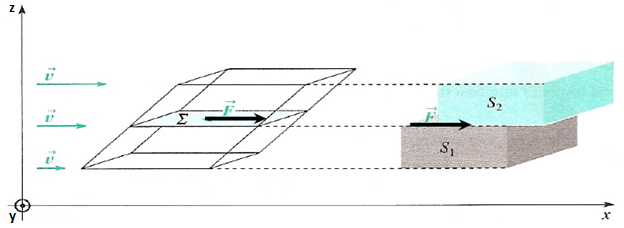 z
v⃗
v⃗
v⃗
Σ
F⃗
F⃗
S₂
S₁
y
x